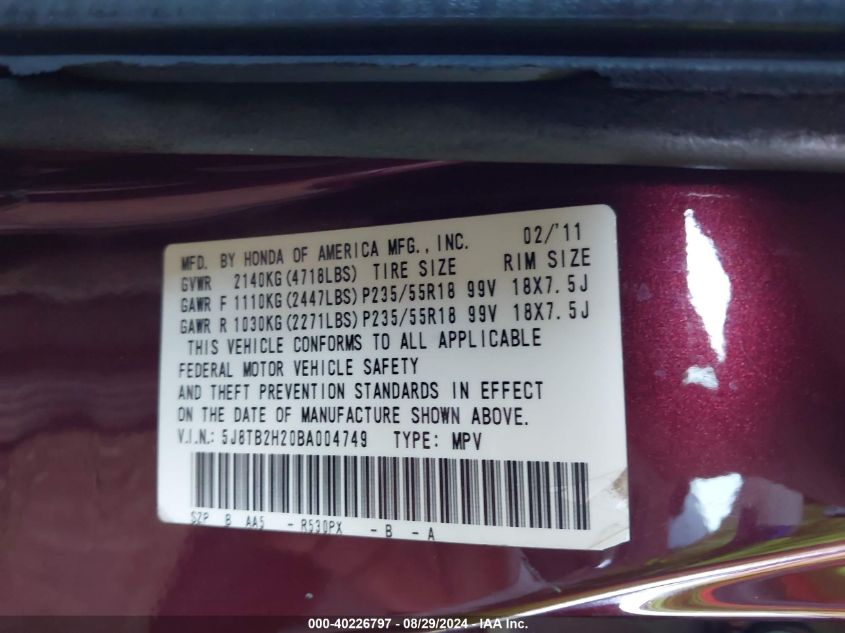 MFD. BY HONDA OF AMERICA MFG., INC. 02/'11
GVWR 2140KG(4718LBS) TIRE SIZE RIM SIZE
GAWR F 1110KG(2447LBS)P235/55R18 99V 18X7.5J
GAWR R 1030KG(2271LBS)P235/55R18 99V 18X7.5J
THIS VEHICLE CONFORMS TO ALL APPLICABLE
FEDERAL MOTOR VEHICLE SAFETY
AND THEFT PREVENTION STANDARDS IN EFFECT
ON THE DATE OF MANUFACTURE SHOWN ABOVE.
V.I.N.: 5J8TB2H20BA004749 TYPE: MPV
SZP B AA5 - R530PX - B - A
000-40226797 - 08/29/2024 - IAA Inc.